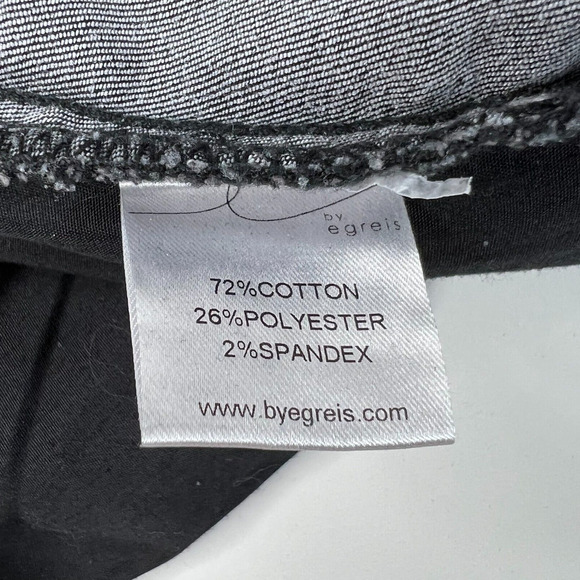 by
egreis
72%COTTON
26%POLYESTER
2%SPANDEX
www.byegreis.com